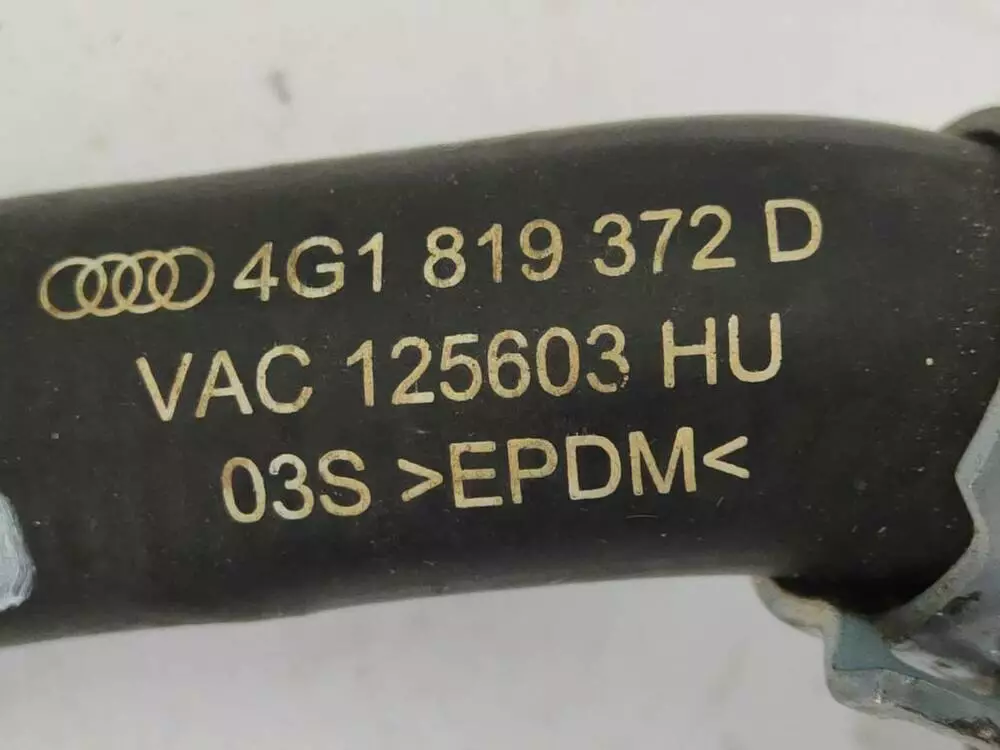 4G1 819 372 D
VAC 125603 HU
03S >EPDM<